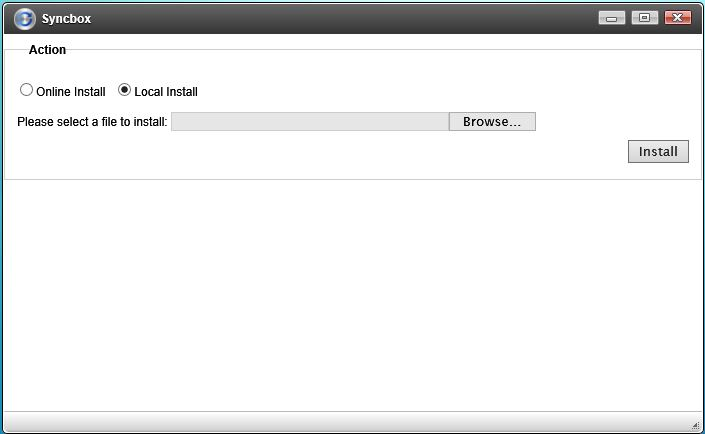 Syncbox
Action
Online Install Local Install
Please select a file to install: Browse...
Install